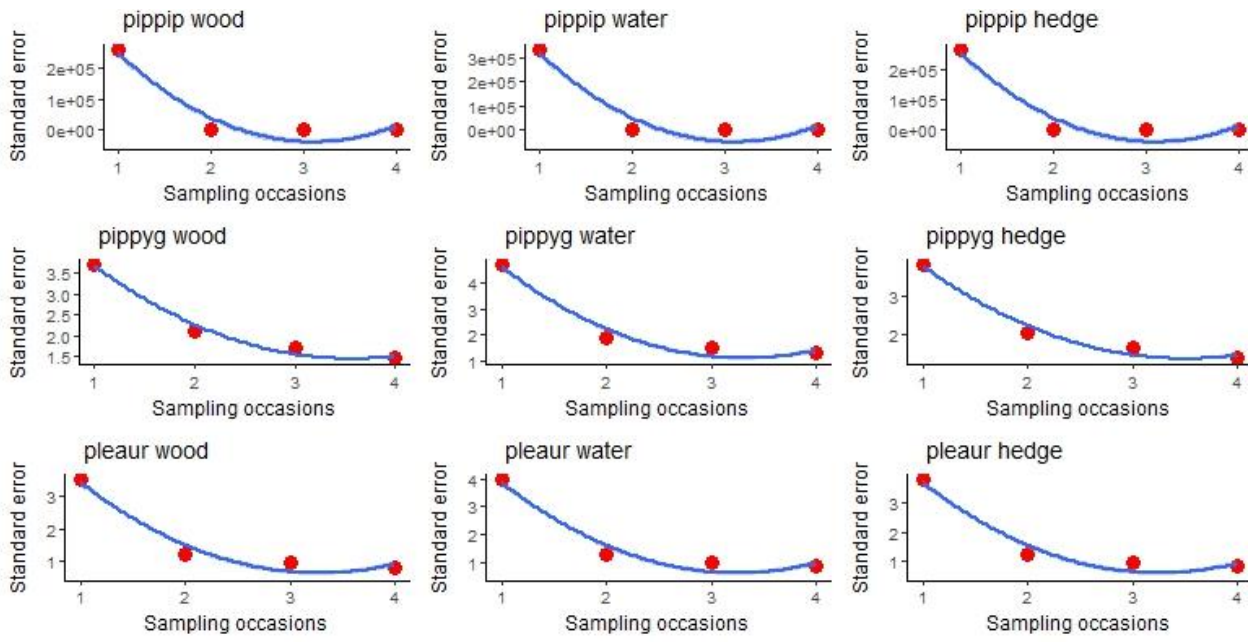 pippip wood
Standard error
2e+05
1e+05
0e+00
1 2 3 4
Sampling occasions
pippip water
Standard error
3e+05
2e+05
1e+05
0e+00
1 2 3 4
Sampling occasions
pippip hedge
Standard error
2e+05
1e+05
0e+00
1 2 3 4
Sampling occasions
pippyg wood
Standard error
3.5
3.0
2.5
2.0
1.5
1 2 3 4
Sampling occasions
pippyg water
Standard error
4
3
2
1
1 2 3 4
Sampling occasions
pippyg hedge
Standard error
3
2
1 2 3 4
Sampling occasions
pleaur wood
Standard error
3
2
1
1 2 3 4
Sampling occasions
pleaur water
Standard error
4
3
2
1
1 2 3 4
Sampling occasions
pleaur hedge
Standard error
3
2
1
1 2 3 4
Sampling occasions